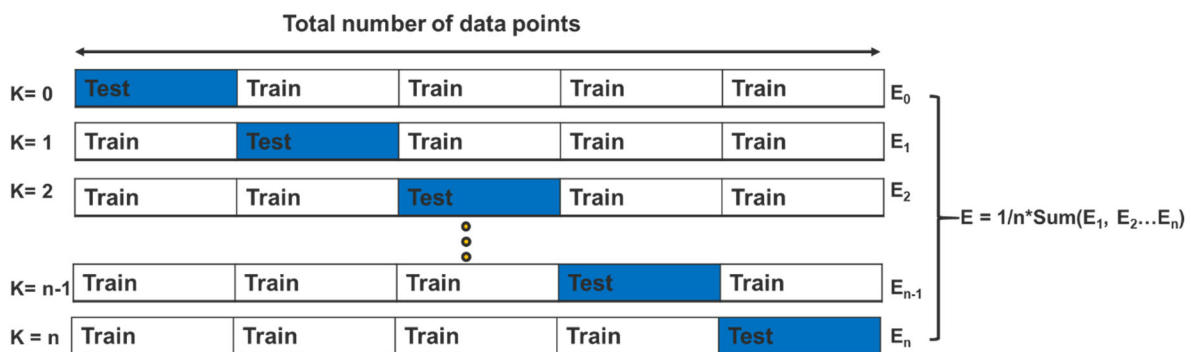 Total number of data points
K= 0 Test Train Train Train Train E₀
K= 1 Train Test Train Train Train E₁
K= 2 Train Train Test Train Train E₂
E = 1/n*Sum(E₁, E₂...Eₙ)
K= n-1 Train Train Train Test Train Eₙ₋₁
K = n Train Train Train Train Test Eₙ